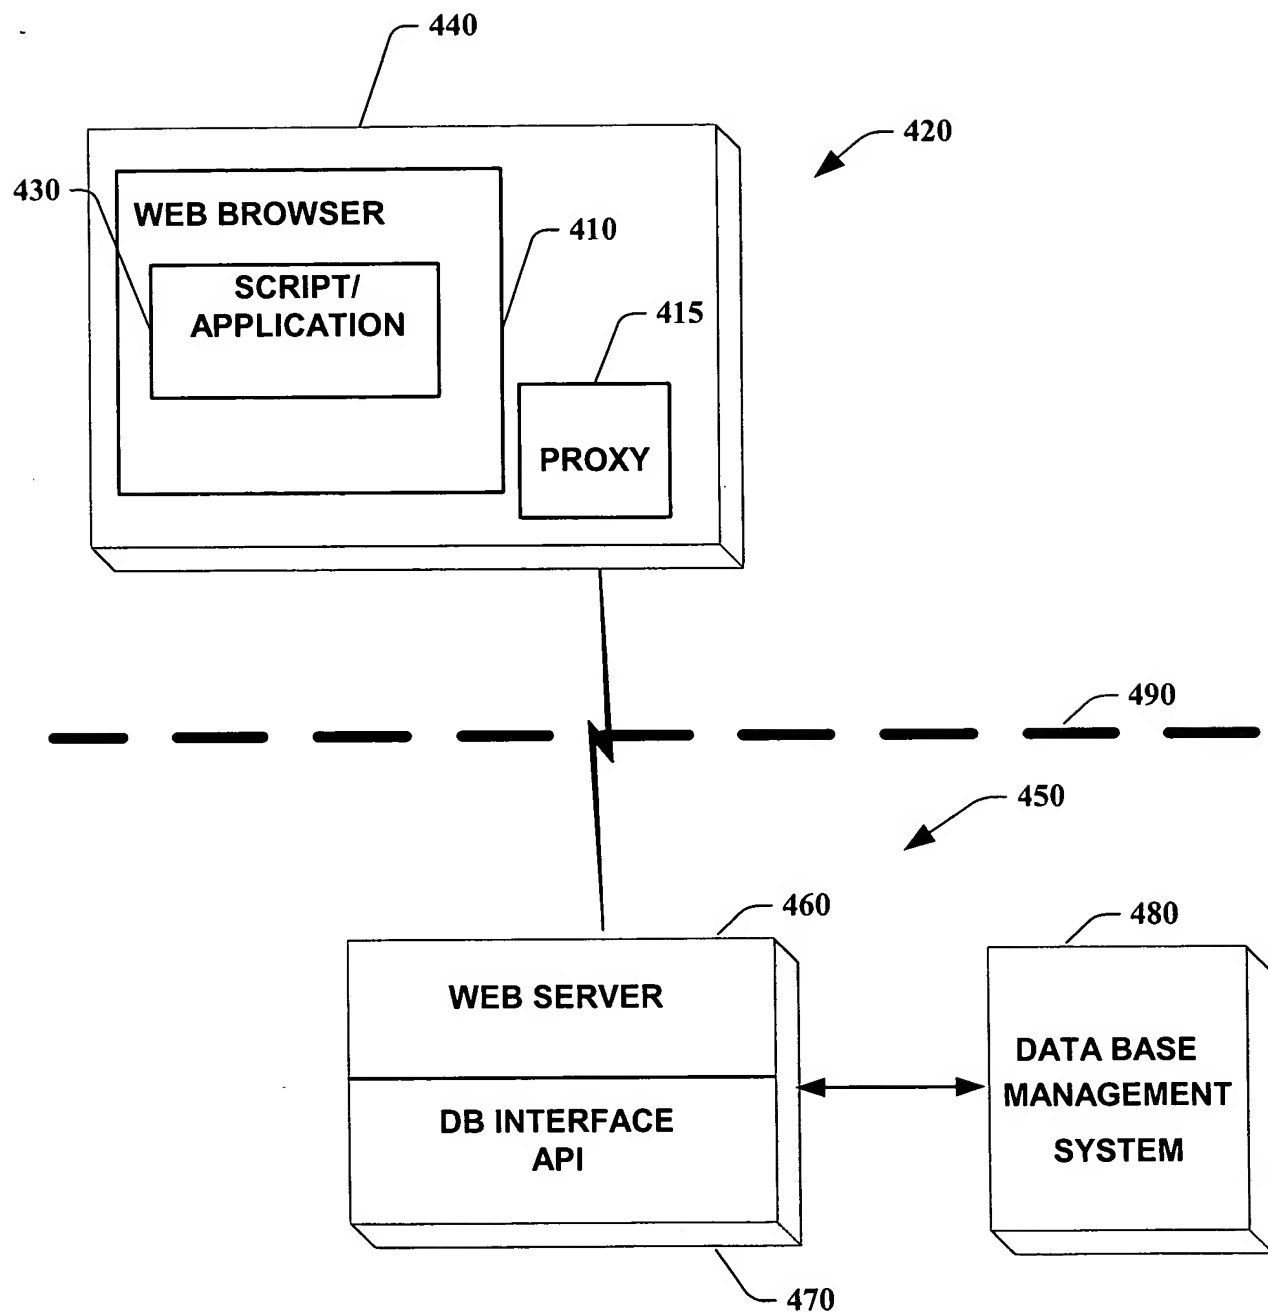 440
420
430
WEB BROWSER
410
SCRIPT/
APPLICATION
415
PROXY
490
450
460
480
WEB SERVER
DATA BASE
MANAGEMENT
SYSTEM
DB INTERFACE
API
470